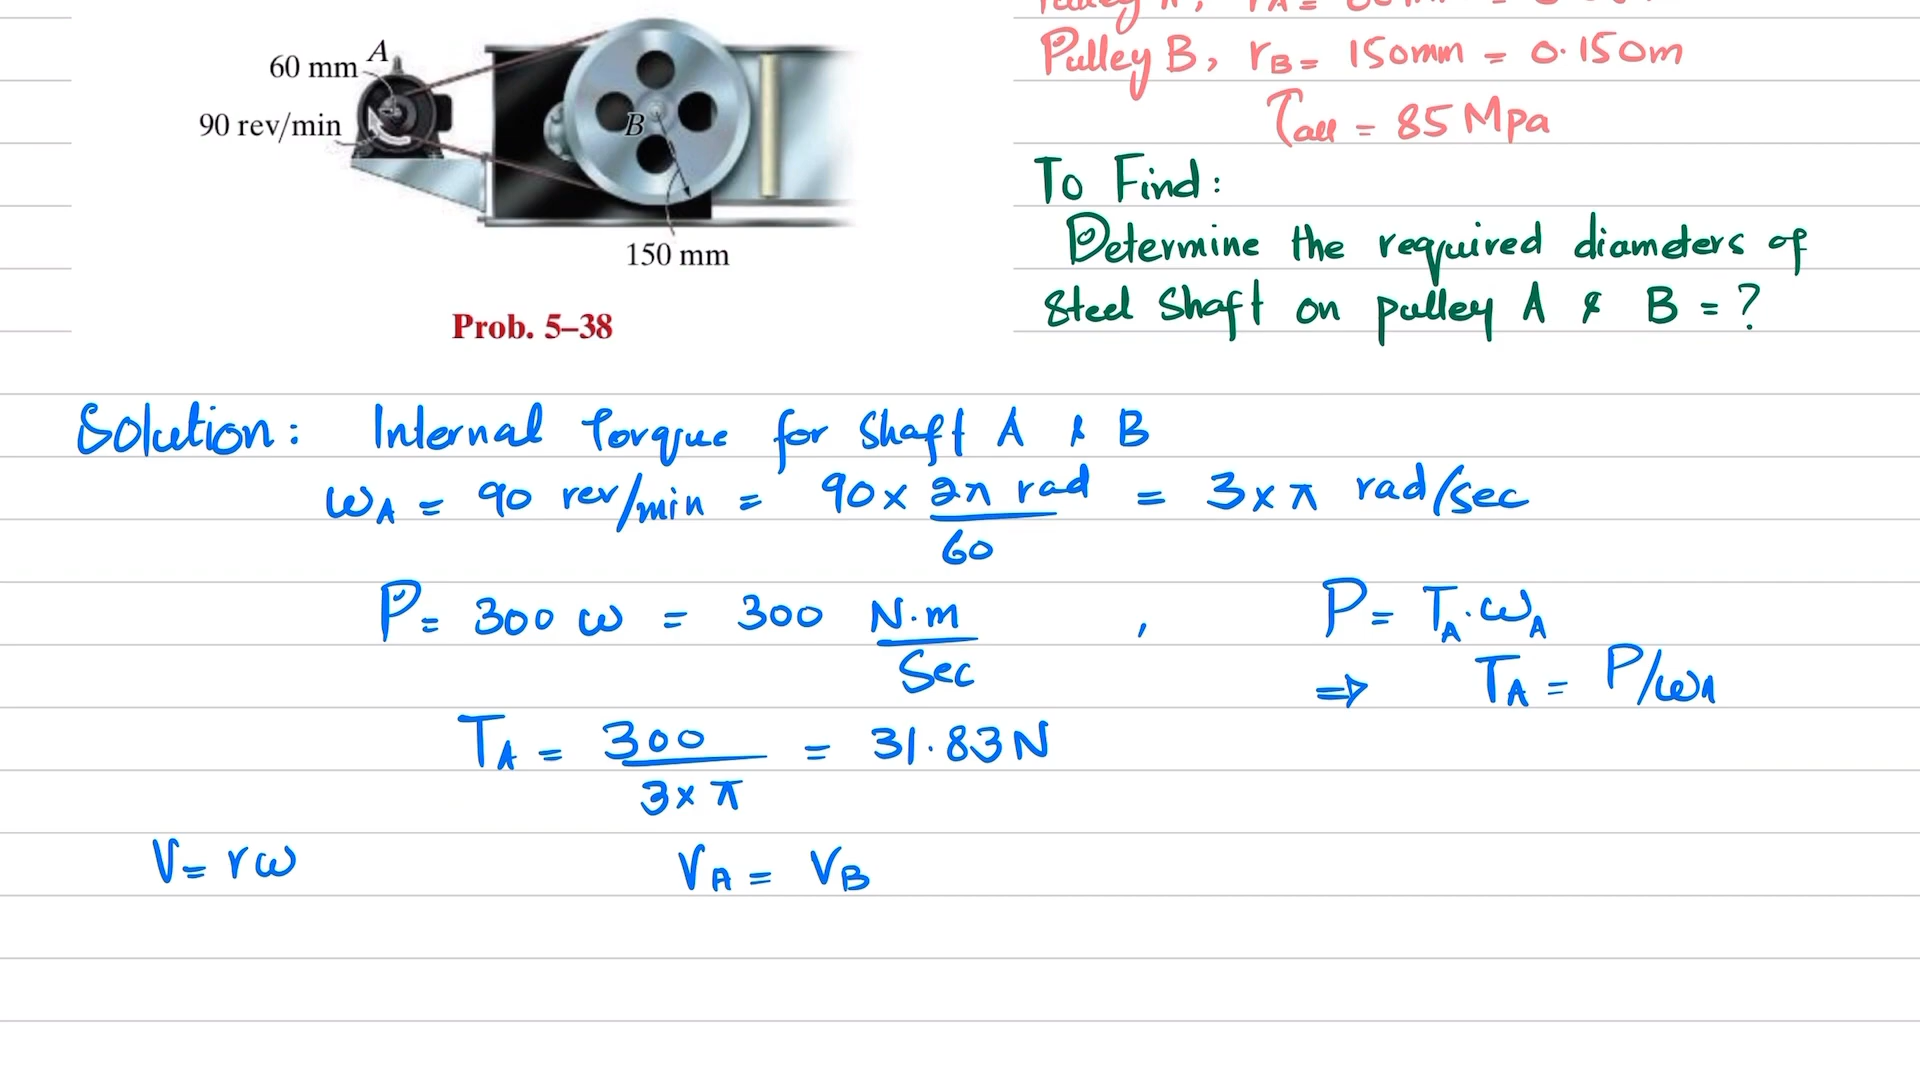 Pulley B, rB = 150mm = 0.150m
60 mm A
90 rev/min
B
τall = 85 Mpa
To Find:
Determine the required diameters of
150 mm
Steel Shaft on pulley A & B = ?
Prob. 5–38
Solution: Internal Torque for Shaft A & B
ωA = 90 rev/min = 90 x 2π rad / 60 = 3 x π rad/sec
P = 300 ω = 300 N.m / Sec , P = TA.ωA
⇒ TA = P/ωA
TA = 300 / 3 x π = 31.83 N
V = rω VA = VB